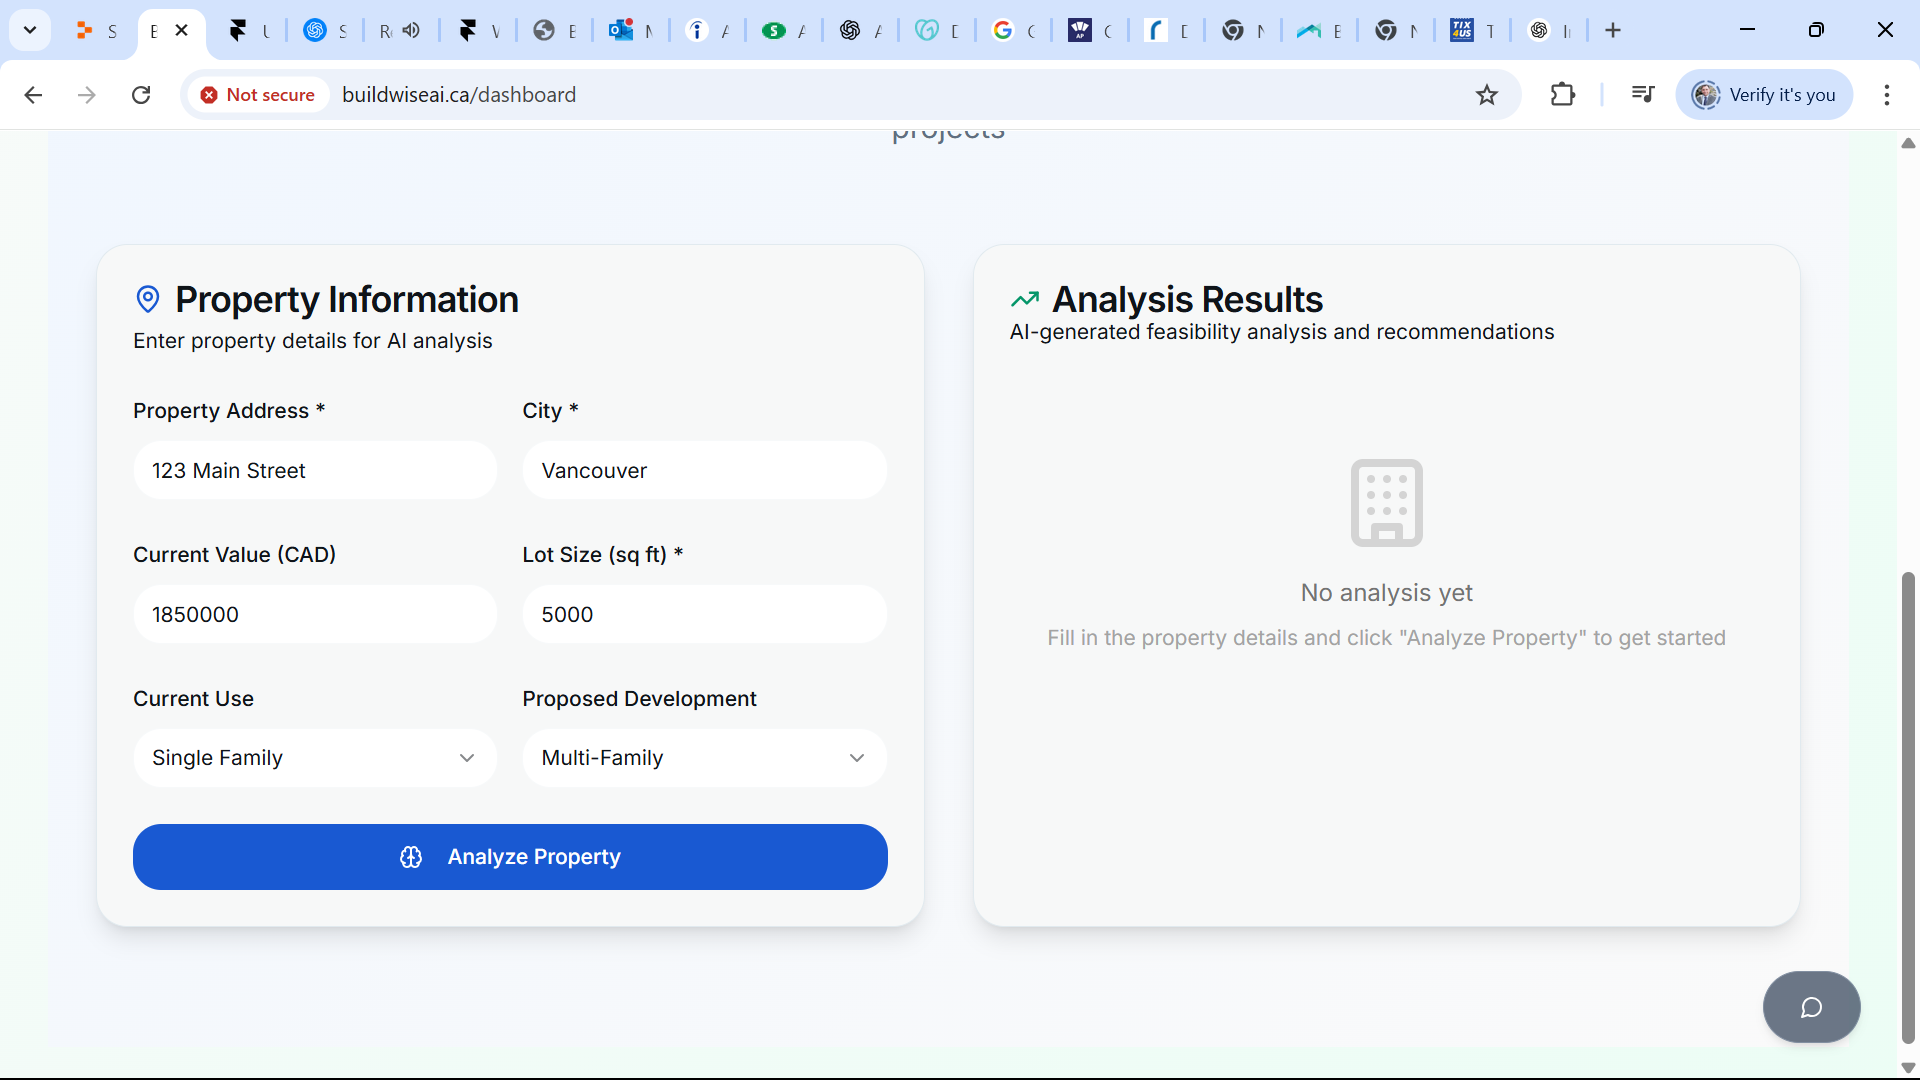 Not secure
buildwiseai.ca/dashboard
Verify it's you
projects
Property Information
Enter property details for AI analysis
Property Address *
City *
123 Main Street
Vancouver
Current Value (CAD)
Lot Size (sq ft) *
1850000
5000
Current Use
Proposed Development
Single Family
Multi-Family
Analyze Property
Analysis Results
AI-generated feasibility analysis and recommendations
No analysis yet
Fill in the property details and click "Analyze Property" to get started